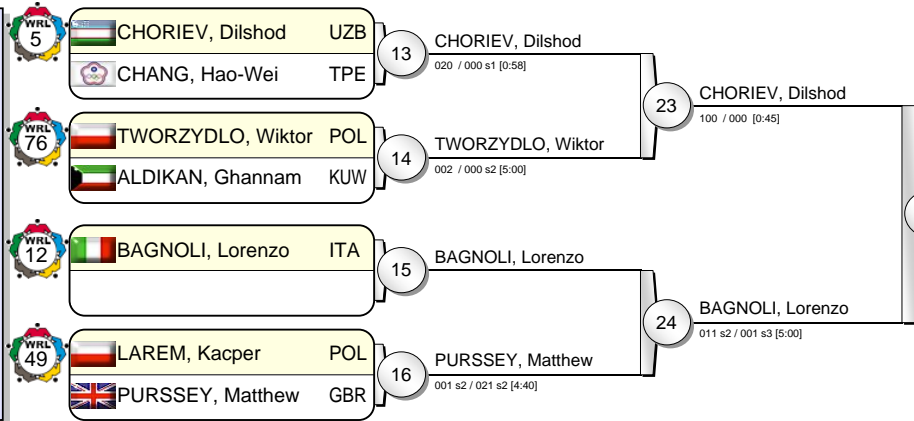 WRL
5
CHORIEV, Dilshod UZB
CHANG, Hao-Wei TPE
13
CHORIEV, Dilshod
020 / 000 s1 [0:58]
WRL
76
TWORZYDLO, Wiktor POL
ALDIKAN, Ghannam KUW
14
TWORZYDLO, Wiktor
002 / 000 s2 [5:00]
23
CHORIEV, Dilshod
100 / 000 [0:45]
WRL
12
BAGNOLI, Lorenzo ITA
15
BAGNOLI, Lorenzo
WRL
49
LAREM, Kacper POL
PURSSEY, Matthew GBR
16
PURSSEY, Matthew
001 s2 / 021 s2 [4:40]
24
BAGNOLI, Lorenzo
011 s2 / 001 s3 [5:00]